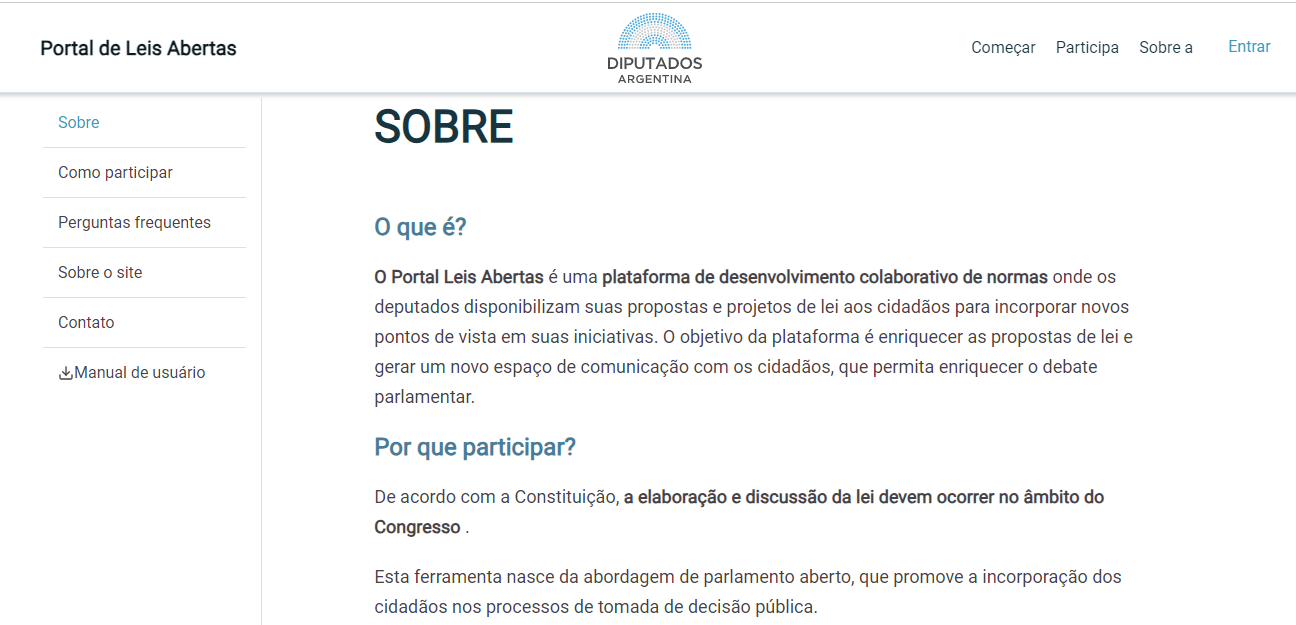 Portal de Leis Abertas
DIPUTADOS
ARGENTINA
Começar Participa Sobre a Entrar
Sobre
Como participar
Perguntas frequentes
Sobre o site
Contato
Manual de usuário
SOBRE
O que é?
O Portal Leis Abertas é uma plataforma de desenvolvimento colaborativo de normas onde os
deputados disponibilizam suas propostas e projetos de lei aos cidadãos para incorporar novos
pontos de vista em suas iniciativas. O objetivo da plataforma é enriquecer as propostas de lei e
gerar um novo espaço de comunicação com os cidadãos, que permita enriquecer o debate
parlamentar.
Por que participar?
De acordo com a Constituição, a elaboração e discussão da lei devem ocorrer no âmbito do
Congresso .
Esta ferramenta nasce da abordagem de parlamento aberto, que promove a incorporação dos
cidadãos nos processos de tomada de decisão pública.